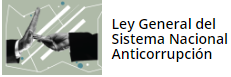 Ley General del
Sistema Nacional
Anticorrupción